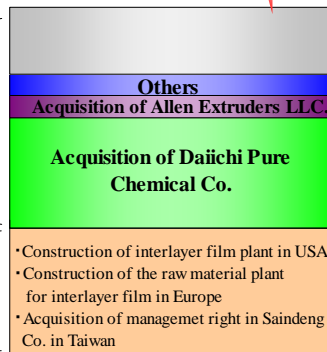 Others
Acquisition of Allen Extruders LLC.
Acquisition of Daiichi Pure
Chemical Co.
・Construction of interlayer film plant in USA
・Construction of the raw material plant
for interlayer film in Europe
・Acquisition of managemet right in Saindeng
Co. in Taiwan